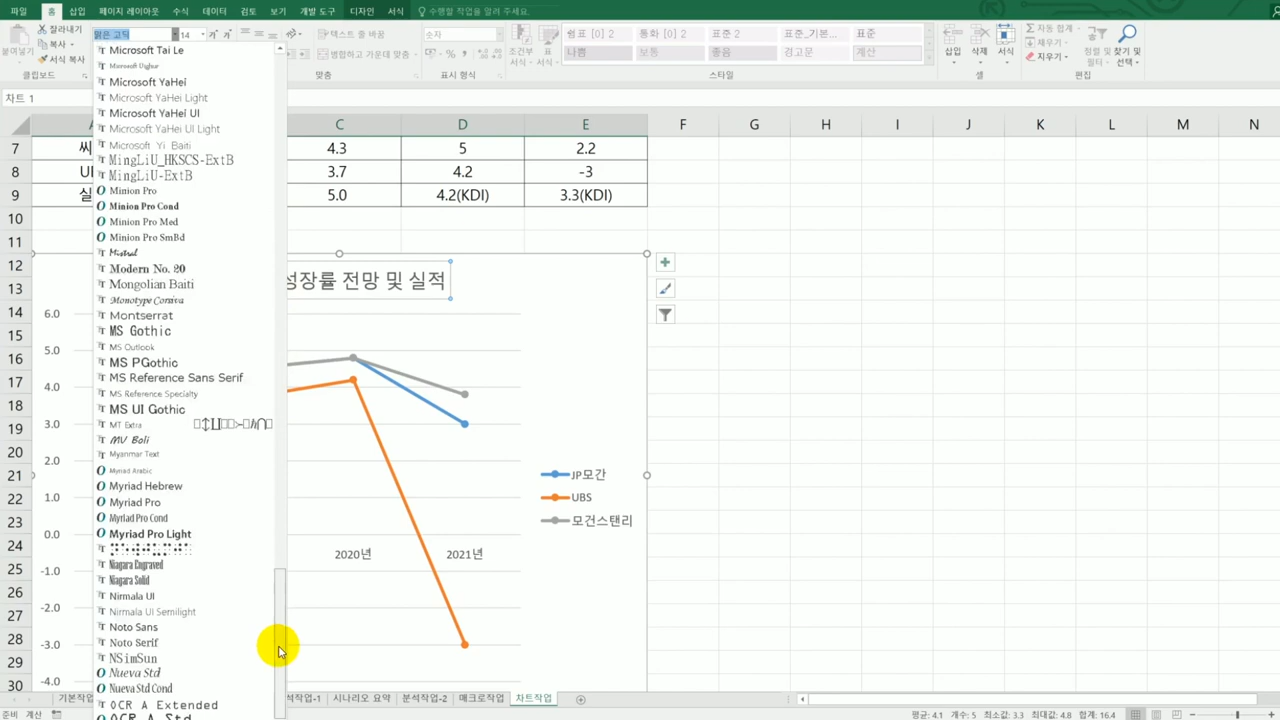 파일 홈 삽입 페이지 레이아웃 수식 데이터 검토 보기 개발 도구 디자인 서식 수행할 작업을 알려 주세요.
잘라내기 맑은 고딕 14 가 가 텍스트 줄 바꿈 숫자 쉼표 [0] 2 통화 [0] 2 표준 2 표준_기본... 표준 자동 합계
붙여넣기 복사 병합하고 가운데 맞춤 % 조건부 서식 표 서식 나쁨 보통 좋음 경고문 계산 삽입 삭제 서식 채우기 정렬 및 필터 찾기 및 선택
서식 복사 지우기
클립보드 맞춤 표시 형식 스타일 셀 편집
차트 1
A C D E F G H I J K L M N
7 씨 4.3 5 2.2
8 UI 3.7 4.2 -3
9 실 5.0 4.2(KDI) 3.3(KDI)
10
11
12
13
14
15
16
17
18
19
20
21
22
23
24
25
26
27
28
29
30
Microsoft Tai Le
Microsoft Uighur
Microsoft YaHei
Microsoft YaHei Light
Microsoft YaHei UI
Microsoft YaHei UI Light
Microsoft Yi Baiti
MingLiU_HKSCS-ExtB
MingLiU-ExtB
Minion Pro
Minion Pro Cond
Minion Pro Med
Minion Pro SmBd
Mistral
Modern No. 20
Mongolian Baiti
Monotype Corsiva
Montserrat
MS Gothic
MS Outlook
MS PGothic
MS Reference Sans Serif
MS Reference Specialty
MS UI Gothic
MT Extra
MV Boli
Myanmar Text
Myriad Arabic
Myriad Hebrew
Myriad Pro
Myriad Pro Cond
Myriad Pro Light
Niagara Engraved
Niagara Solid
Nirmala UI
Nirmala UI Semilight
Noto Sans
Noto Serif
NSimSun
Nueva Std
Nueva Std Cond
OCR A Extended
OCR A Std
성장률 전망 및 실적
6.0
5.0
4.0
3.0
2.0
1.0
0.0
-1.0
-2.0
-3.0
-4.0
2020년 2021년
JP모간
UBS
모건스탠리
기본작업 석작업-1 시나리오 요약 분석작업-2 매크로작업 차트작업
준비 계산 평균: 4.1 개수: 5 최소값: 3.3 최대값: 4.8 합계: 16.4